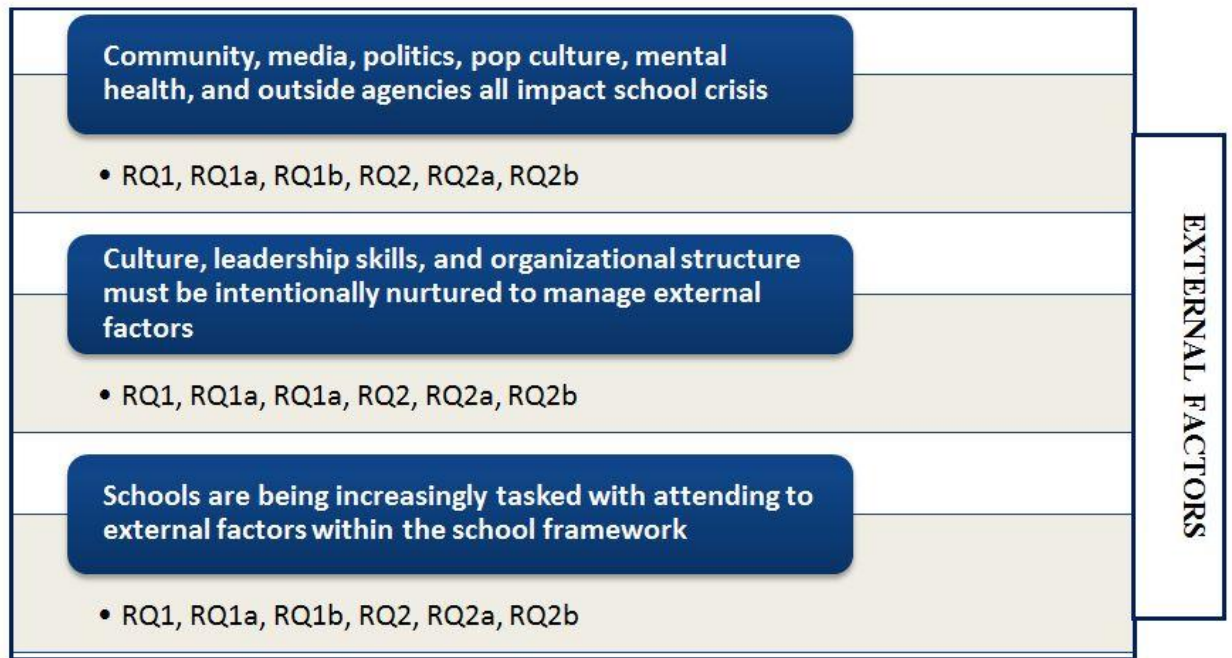 Community, media, politics, pop culture, mental
health, and outside agencies all impact school crisis
• RQ1, RQ1a, RQ1b, RQ2, RQ2a, RQ2b
Culture, leadership skills, and organizational structure
must be intentionally nurtured to manage external
factors
• RQ1, RQ1a, RQ1a, RQ2, RQ2a, RQ2b
Schools are being increasingly tasked with attending to
external factors within the school framework
• RQ1, RQ1a, RQ1b, RQ2, RQ2a, RQ2b
EXTERNAL FACTORS